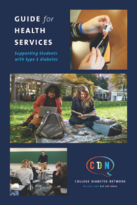 GUIDE for
HEALTH
SERVICES
Supporting students
with type 1 diabetes
CDN
COLLEGE DIABETES NETWORK